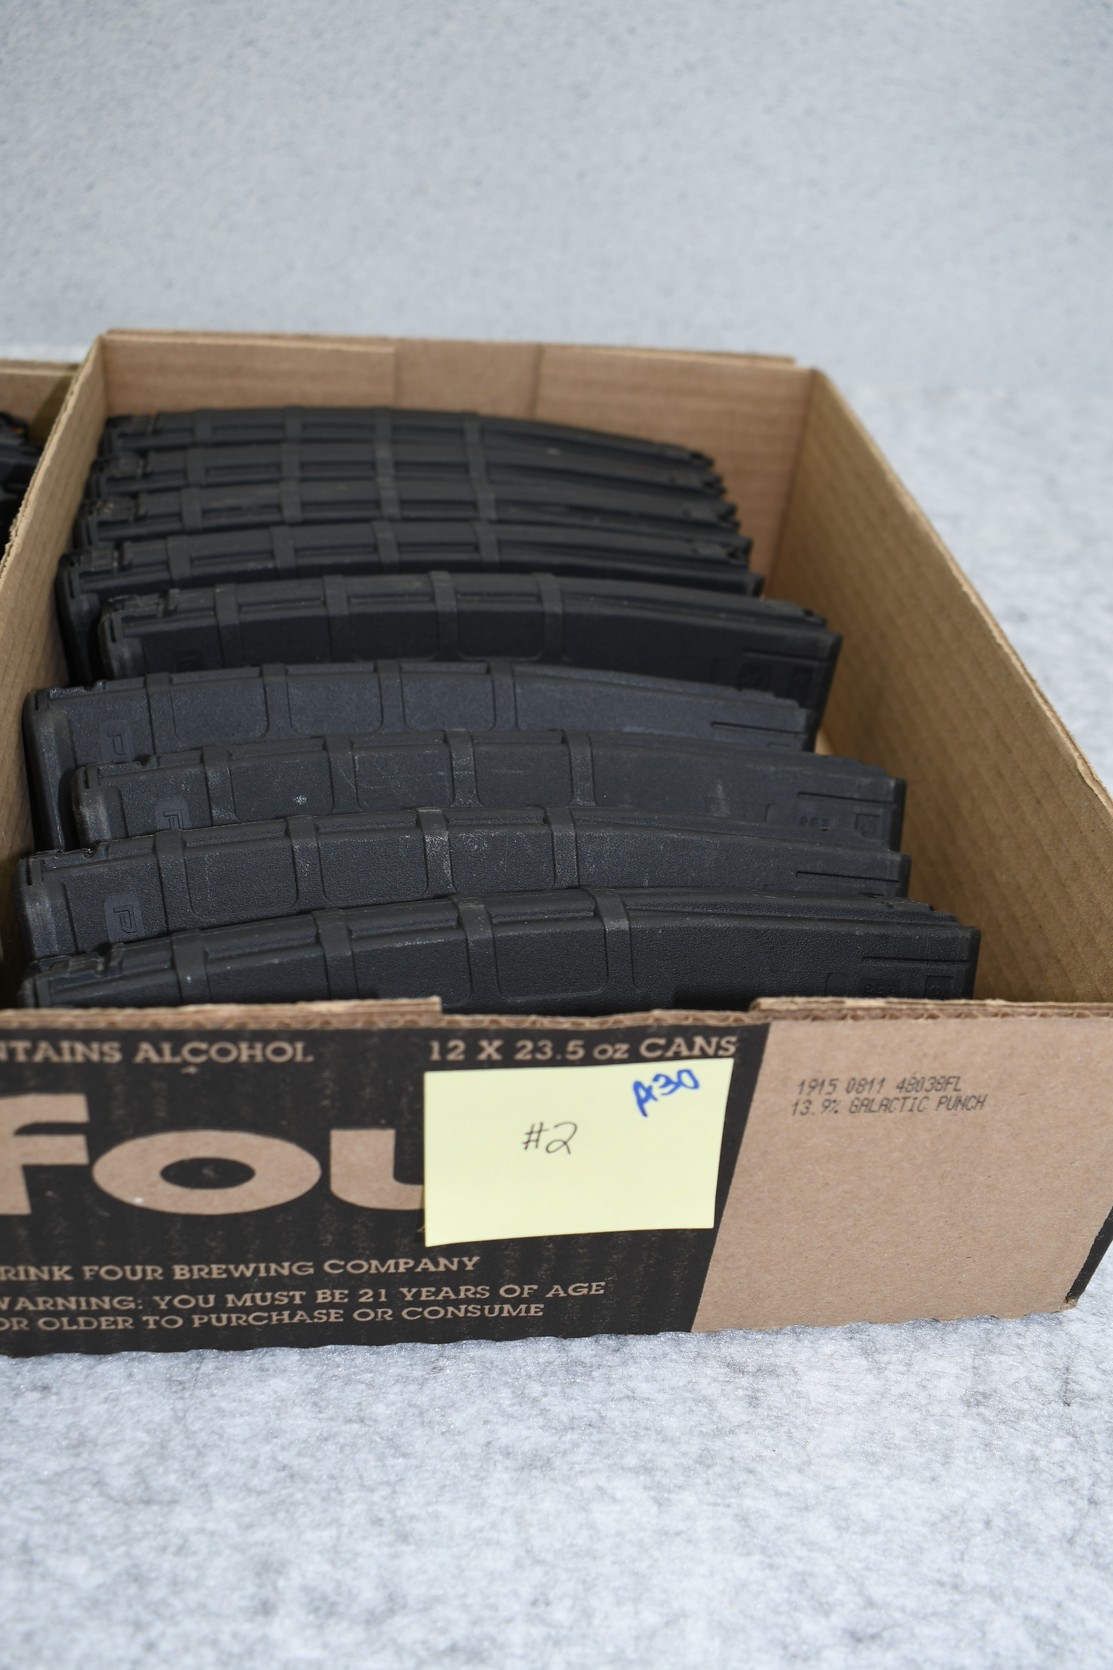 NTAINS ALCOHOL
12 X 23.5 oz CANS
A30
#2
fou
1915 0811 48038FL
13.9% GALACTIC PUNCH
RINK FOUR BREWING COMPANY
WARNING: YOU MUST BE 21 YEARS OF AGE
OR OLDER TO PURCHASE OR CONSUME
P